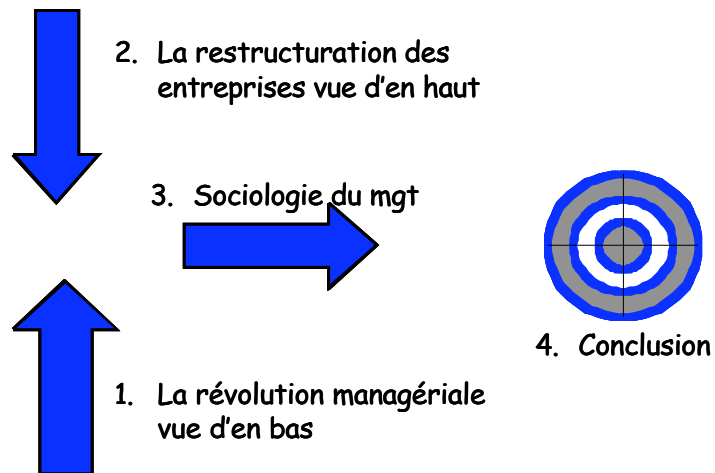 2. La restructuration des
entreprises vue d'en haut
3. Sociologie du mgt
4. Conclusion
1. La révolution managériale
vue d'en bas